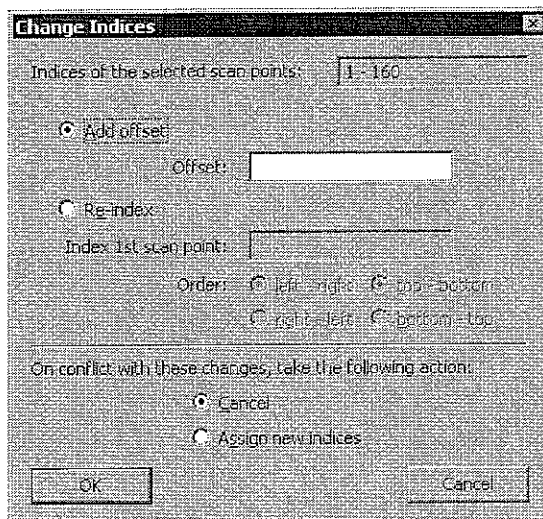 Change Indices
Indices of the selected scan points: 1 - 160
Add offset
Offset:
Re-index
Index 1st scan point:
Order: left - right top - bottom
right - left bottom - top
On conflict with these changes, take the following action:
Cancel
Assign new indices
OK Cancel